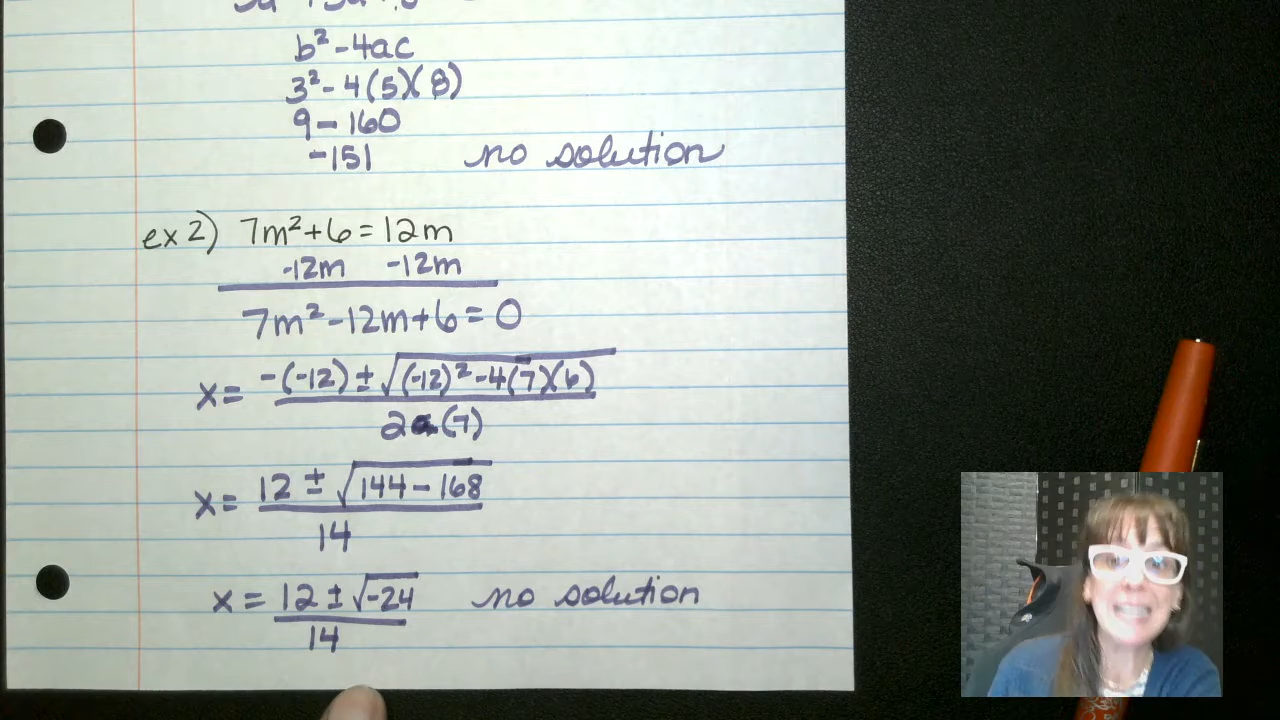 b² - 4ac
3² - 4(5)(8)
9 - 160
-151 no solution
ex 2) 7m² + 6 = 12m
-12m -12m
7m² - 12m + 6 = 0
x = -(-12) ± √(-12)² - 4(7)(6)
2(7)
x = 12 ± √144 - 168
14
x = 12 ± √-24 no solution
14